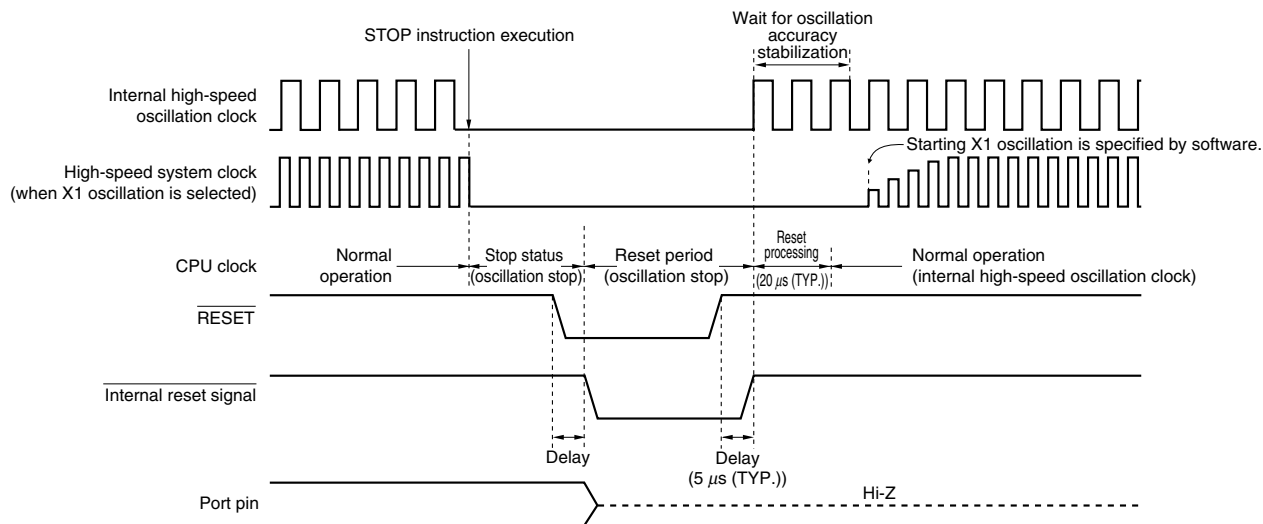 Wait for oscillation
accuracy
stabilization
STOP instruction execution
Internal high-speed
oscillation clock
Starting X1 oscillation is specified by software.
High-speed system clock
(when X1 oscillation is selected)
CPU clock
Normal
operation
Stop status
(oscillation stop)
Reset period
(oscillation stop)
Reset
processing
(20 μs (TYP.))
Normal operation
(internal high-speed oscillation clock)
RESET
Internal reset signal
Delay
Delay
(5 μs (TYP.))
Port pin
Hi-Z